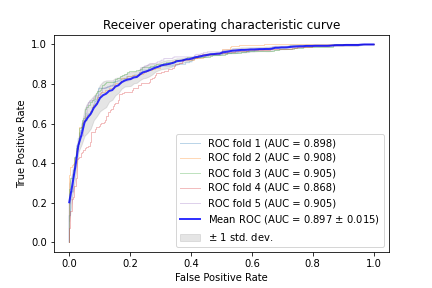 Receiver operating characteristic curve
True Positive Rate
1.0
0.8
0.6
0.4
0.2
0.0
ROC fold 1 (AUC = 0.898)
ROC fold 2 (AUC = 0.908)
ROC fold 3 (AUC = 0.905)
ROC fold 4 (AUC = 0.868)
ROC fold 5 (AUC = 0.905)
Mean ROC (AUC = 0.897 ± 0.015)
± 1 std. dev.
0.0 0.2 0.4 0.6 0.8 1.0
False Positive Rate